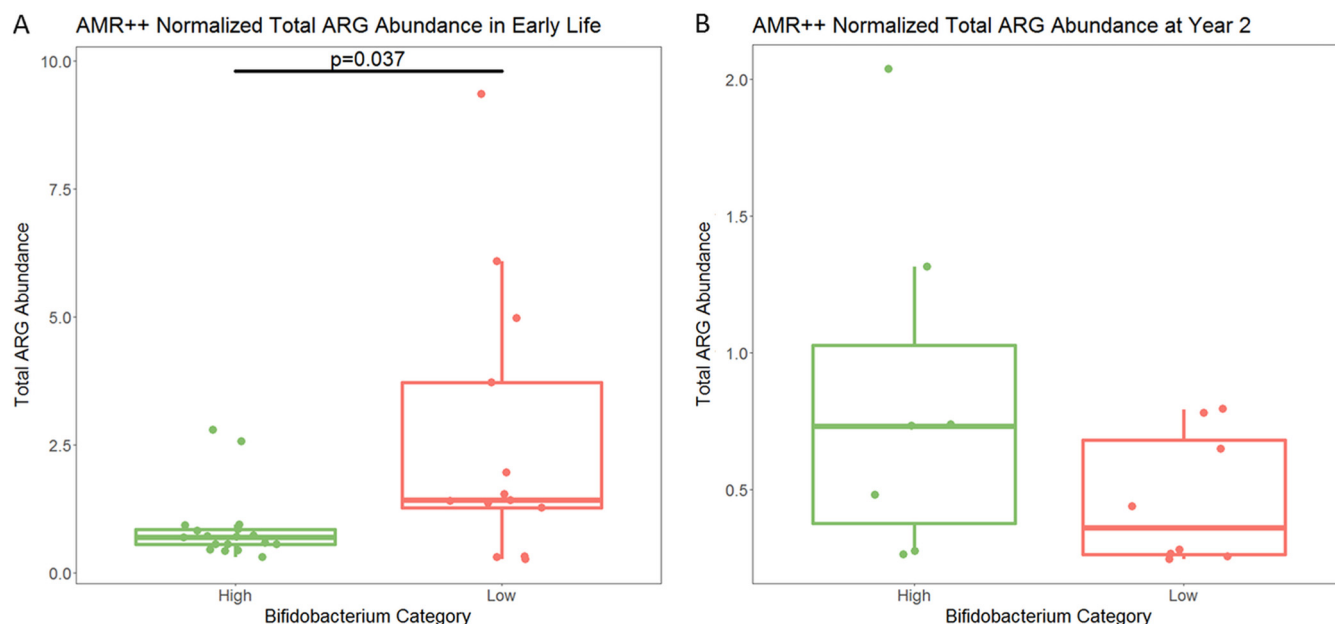 A AMR++ Normalized Total ARG Abundance in Early Life
p=0.037
10.0
7.5
5.0
2.5
0.0
Total ARG Abundance
High Low
Bifidobacterium Category
B AMR++ Normalized Total ARG Abundance at Year 2
2.0
1.5
1.0
0.5
Total ARG Abundance
High Low
Bifidobacterium Category